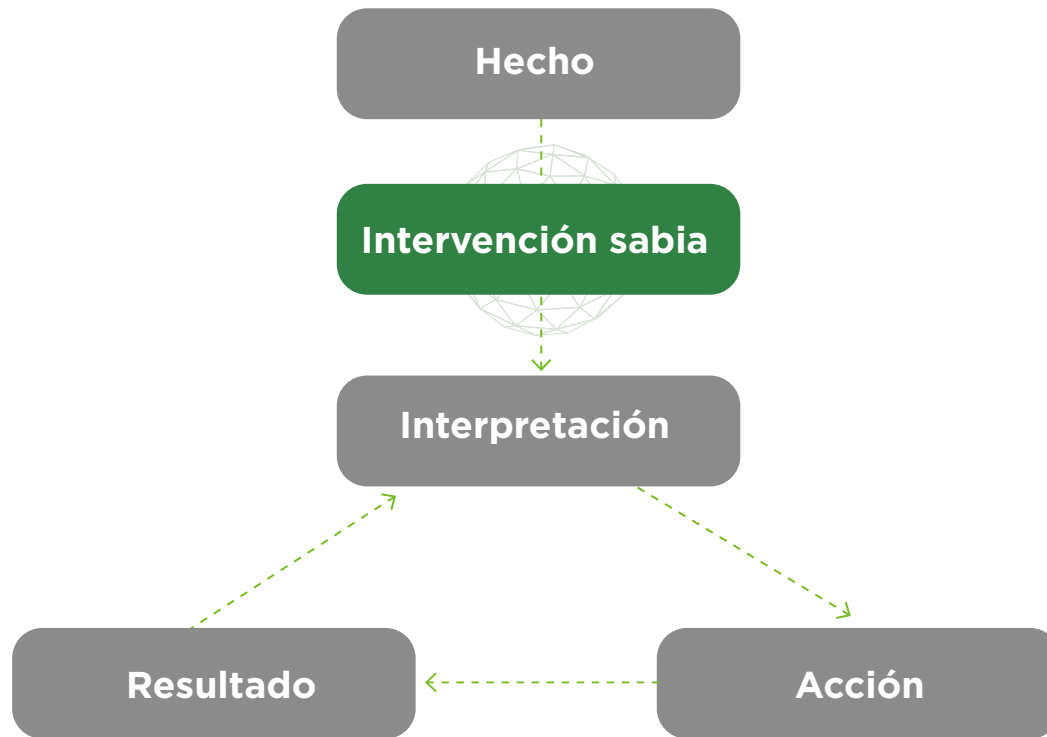 Hecho
Intervención sabia
Interpretación
Resultado
Acción